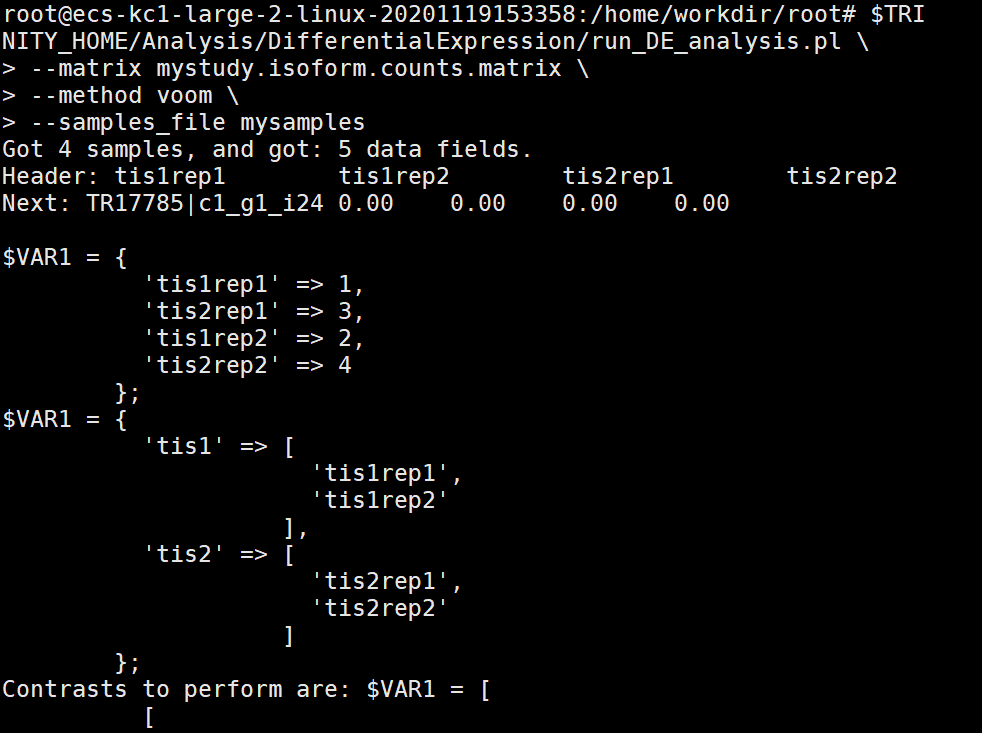 root@ecs-kc1-large-2-linux-20201119153358:/home/workdir/root# $TRI
NITY_HOME/Analysis/DifferentialExpression/run_DE_analysis.pl \
> --matrix mystudy.isoform.counts.matrix \
> --method voom \
> --samples_file mysamples
Got 4 samples, and got: 5 data fields.
Header: tis1rep1        tis1rep2        tis2rep1        tis2rep2
Next: TR17785|c1_g1_i24 0.00    0.00    0.00    0.00

$VAR1 = {
          'tis1rep1' => 1,
          'tis2rep1' => 3,
          'tis1rep2' => 2,
          'tis2rep2' => 4
        };
$VAR1 = {
          'tis1' => [
                      'tis1rep1',
                      'tis1rep2'
                    ],
          'tis2' => [
                      'tis2rep1',
                      'tis2rep2'
                    ]
        };
Contrasts to perform are: $VAR1 = [
          [